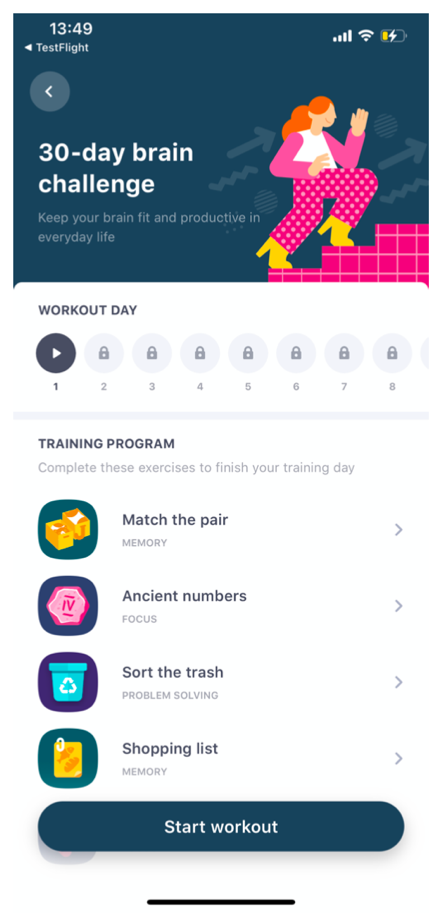 13:49
◀ TestFlight
30-day brain
challenge
Keep your brain fit and productive in
everyday life
WORKOUT DAY
1 2 3 4 5 6 7 8
TRAINING PROGRAM
Complete these exercises to finish your training day
Match the pair
MEMORY
IV
Ancient numbers
FOCUS
Sort the trash
PROBLEM SOLVING
Shopping list
MEMORY
Start workout